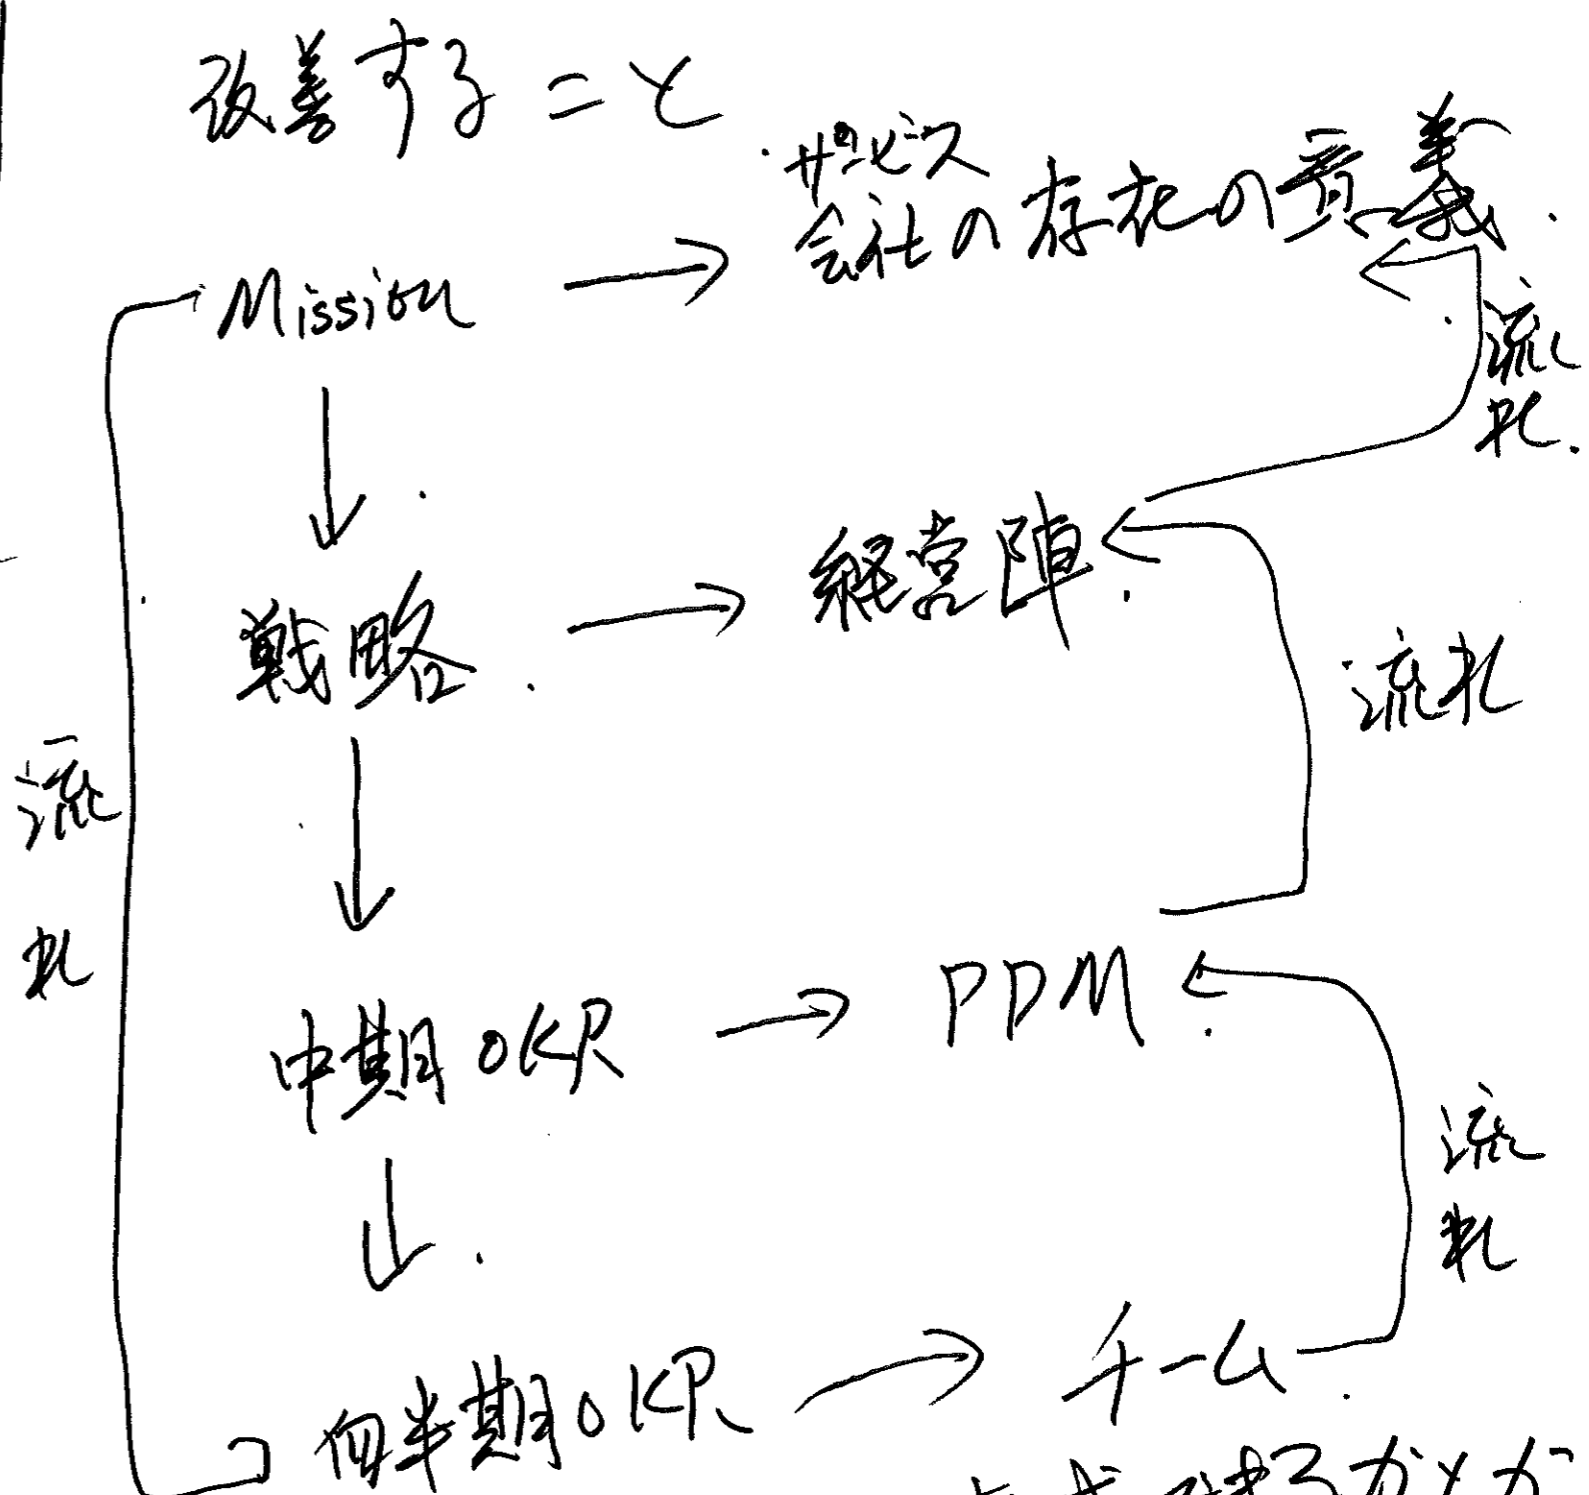 改善すること
サービス
Mission → 会社の存在の意義
流れ
戦略 → 経営陣
流れ
流れ
中期OKR → PDM
流れ
四半期OKR → チーム